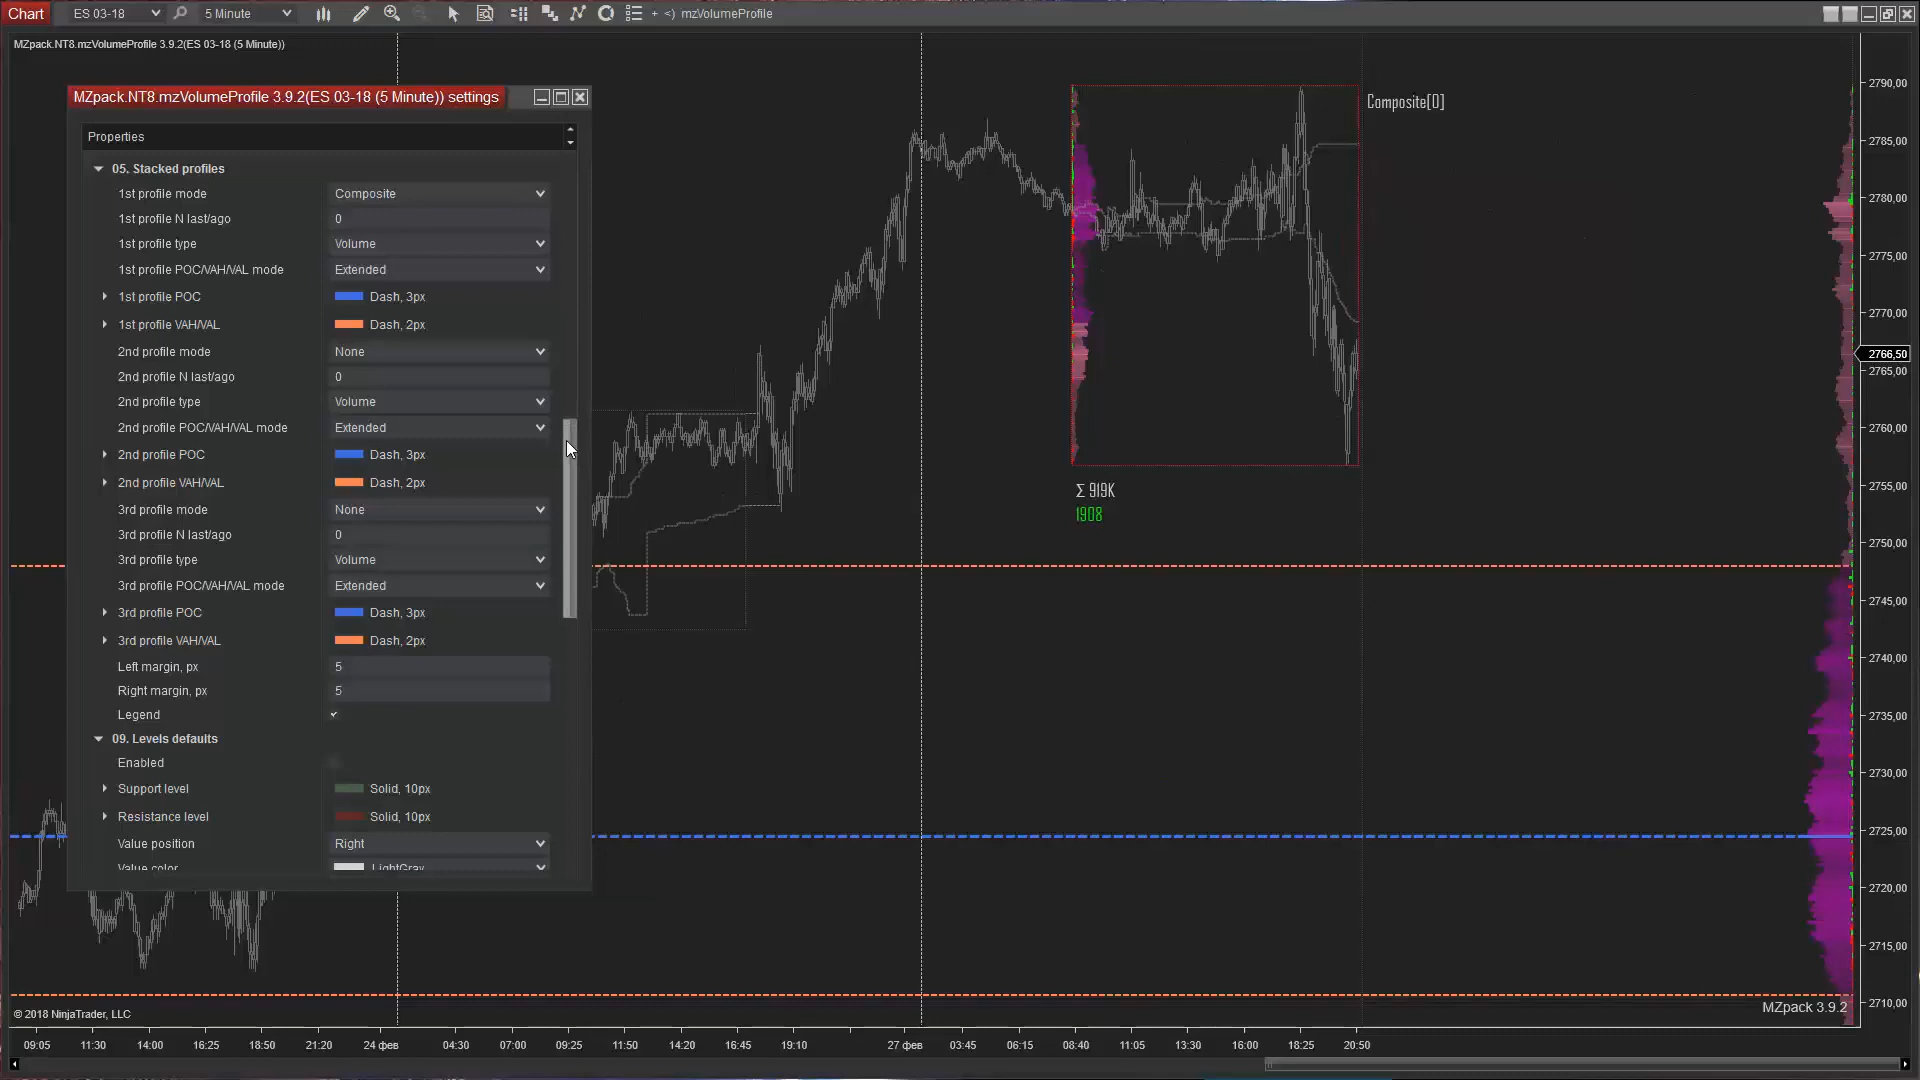 Chart ES 03-18 5 Minute + <) mzVolumeProfile
MZpack.NT8.mzVolumeProfile 3.9.2(ES 03-18 (5 Minute))
MZpack.NT8.mzVolumeProfile 3.9.2(ES 03-18 (5 Minute)) settings
Properties
05. Stacked profiles
1st profile mode Composite
1st profile N last/ago 0
1st profile type Volume
1st profile POC/VAH/VAL mode Extended
1st profile POC Dash, 3px
1st profile VAH/VAL Dash, 2px
2nd profile mode None
2nd profile N last/ago 0
2nd profile type Volume
2nd profile POC/VAH/VAL mode Extended
2nd profile POC Dash, 3px
2nd profile VAH/VAL Dash, 2px
3rd profile mode None
3rd profile N last/ago 0
3rd profile type Volume
3rd profile POC/VAH/VAL mode Extended
3rd profile POC Dash, 3px
3rd profile VAH/VAL Dash, 2px
Left margin, px 5
Right margin, px 5
Legend
09. Levels defaults
Enabled
Support level Solid, 10px
Resistance level Solid, 10px
Value position Right
Value color LightGray
Composite[0]
Σ 919K
1908
2790,00
2785,00
2780,00
2775,00
2770,00
2766,50
2765,00
2760,00
2755,00
2750,00
2745,00
2740,00
2735,00
2730,00
2725,00
2720,00
2715,00
2710,00
MZpack 3.9.2
© 2018 NinjaTrader, LLC
09:05 11:30 14:00 16:25 18:50 21:20 24 фев 04:30 07:00 09:25 11:50 14:20 16:45 19:10 27 фев 03:45 06:15 08:40 11:05 13:30 16:00 18:25 20:50